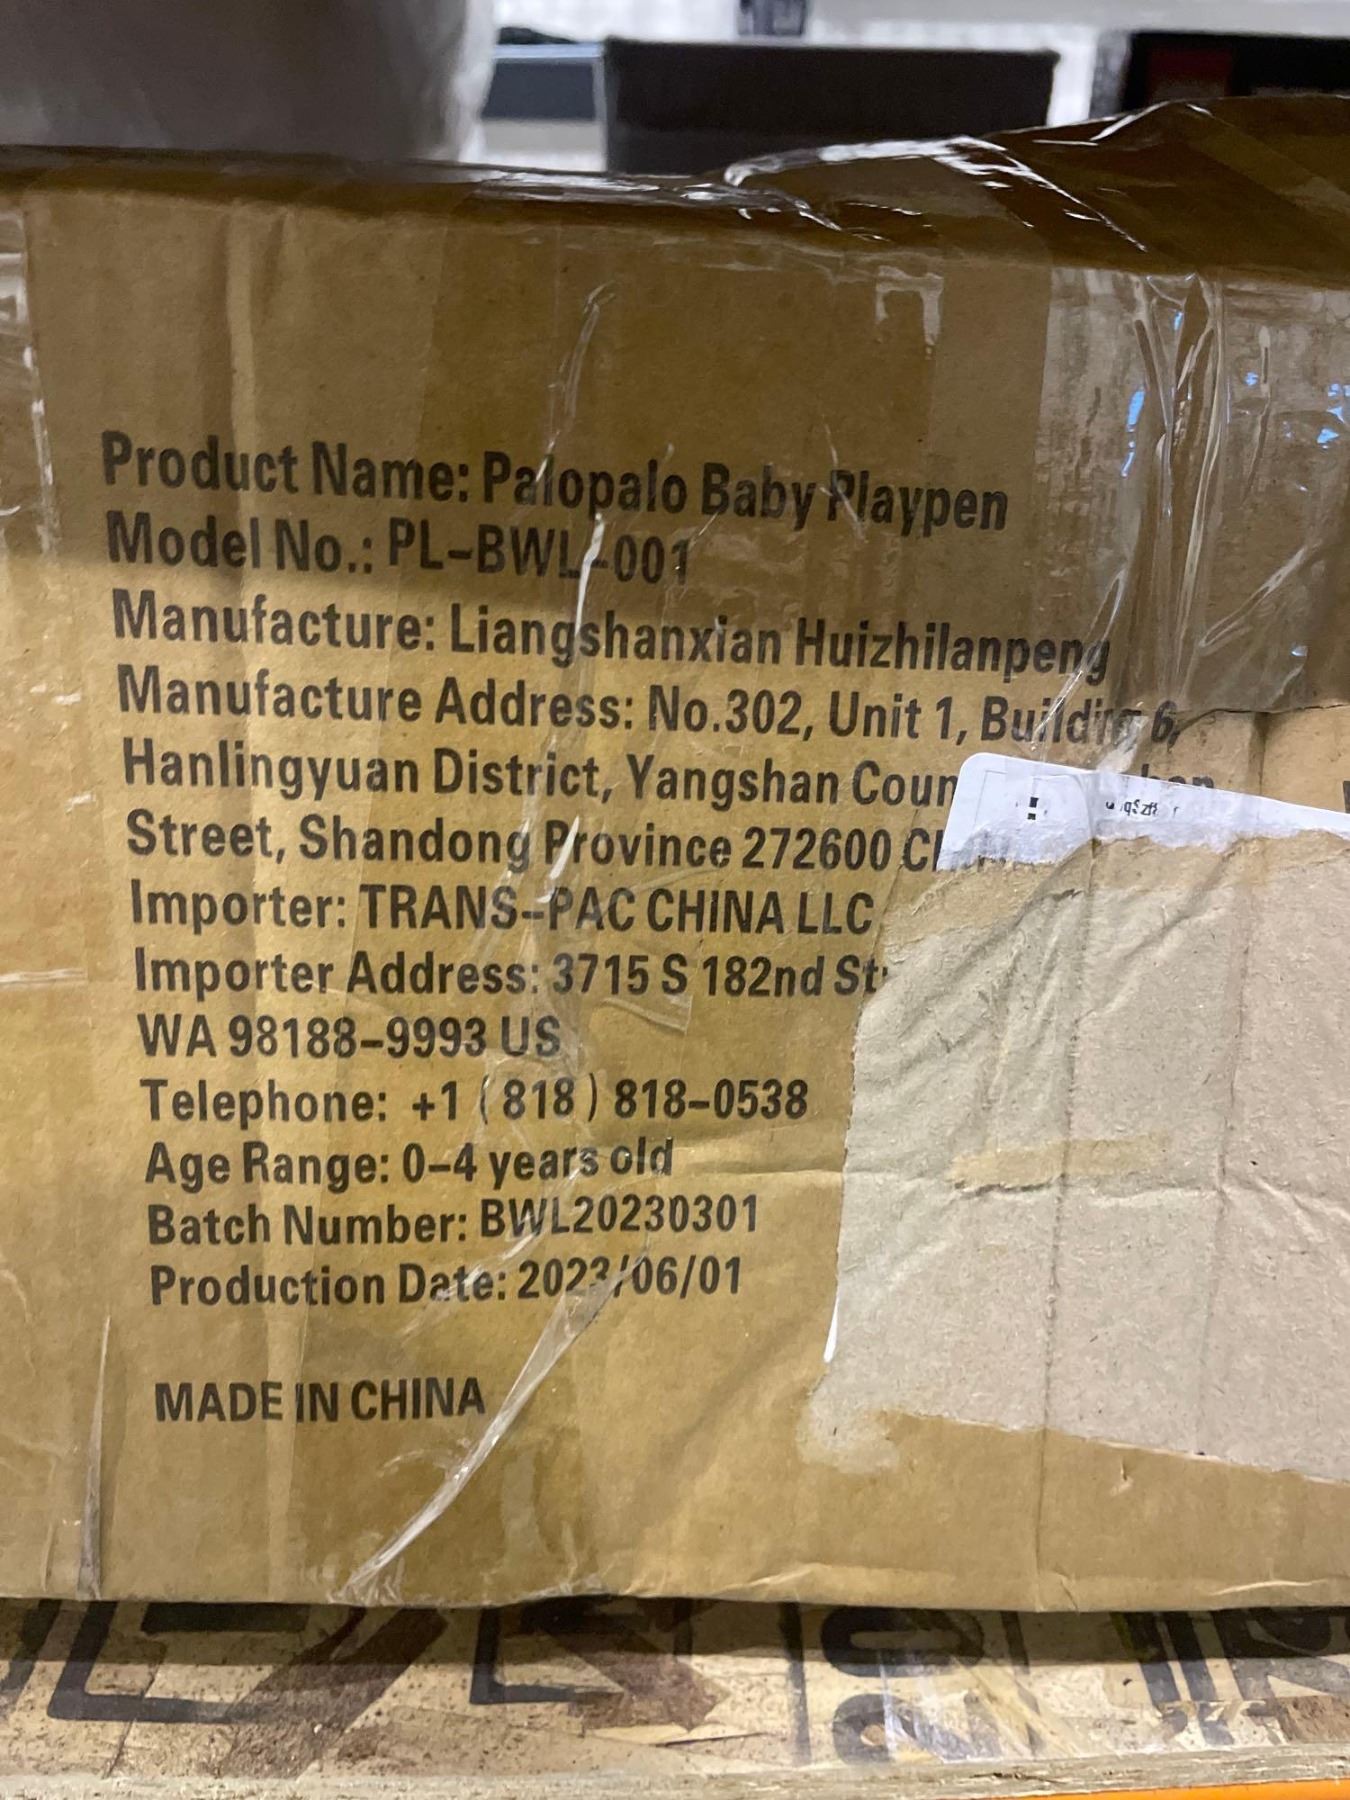 Product Name: Palopalo Baby Playpen
Model No.: PL-BWL-001
Manufacture: Liangshanxian Huizhilanpeng
Manufacture Address: No.302, Unit 1, Building 6,
Hanlingyuan District, Yangshan
Street, Shandong Province 272600
Importer: TRANS-PAC CHINA LLC
Importer Address: 3715 S 182nd
WA 98188-9993 US
Telephone: +1 (818) 818-0538
Age Range: 0-4 years old
Batch Number: BWL20230301
Production Date: 2023/06/01
MADE IN CHINA